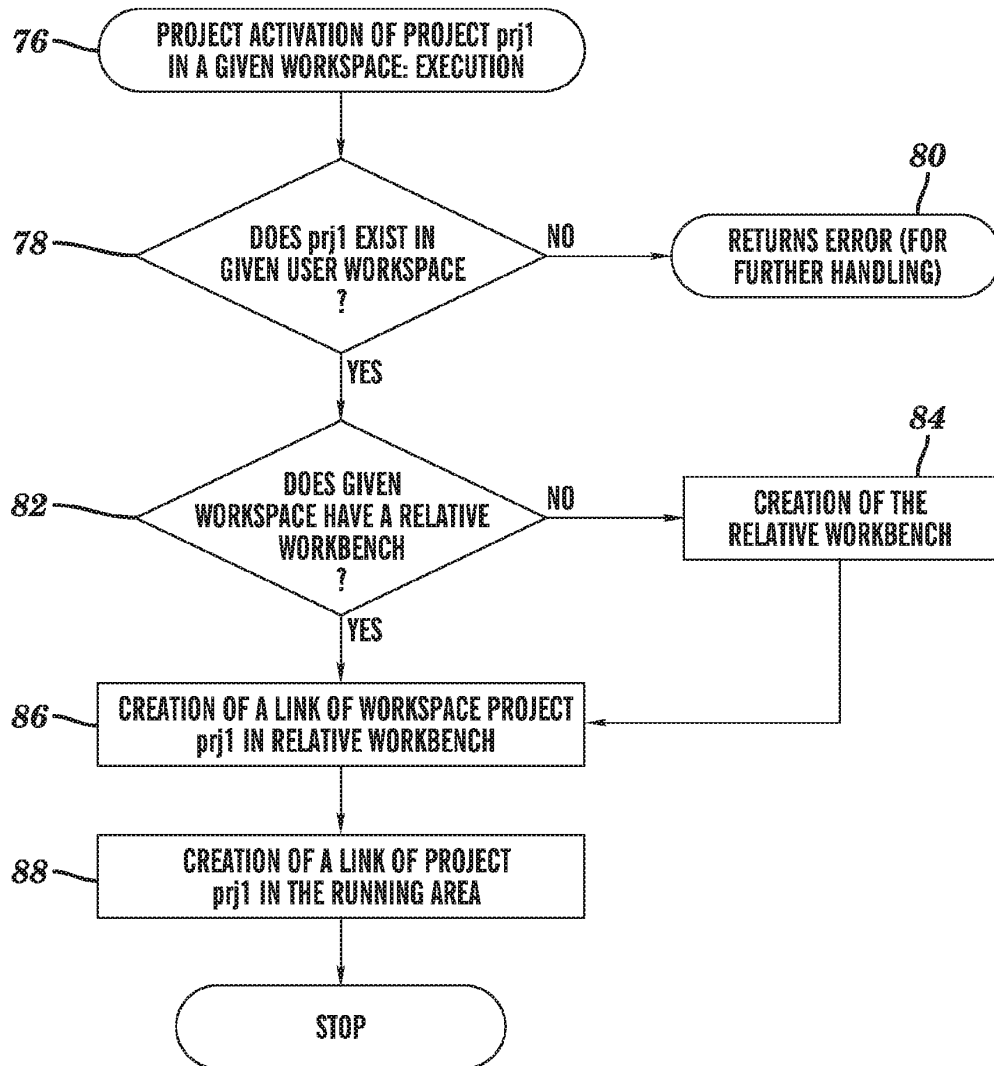 76
PROJECT ACTIVATION OF PROJECT prj1
IN A GIVEN WORKSPACE: EXECUTION
78
DOES prj1 EXIST IN
GIVEN USER WORKSPACE
?
NO
80
RETURNS ERROR (FOR
FURTHER HANDLING)
YES
82
DOES GIVEN
WORKSPACE HAVE A RELATIVE
WORKBENCH
?
NO
84
CREATION OF THE
RELATIVE WORKBENCH
YES
86
CREATION OF A LINK OF WORKSPACE PROJECT
prj1 IN RELATIVE WORKBENCH
88
CREATION OF A LINK OF PROJECT
prj1 IN THE RUNNING AREA
STOP